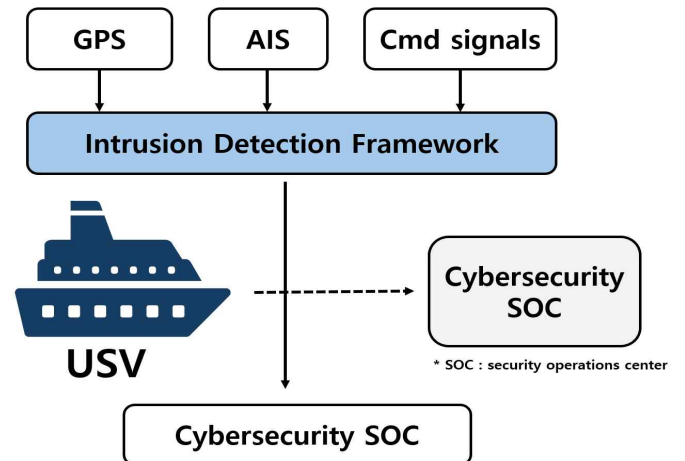 GPS
AIS
Cmd signals
Intrusion Detection Framework
USV
Cybersecurity
SOC
* SOC : security operations center
Cybersecurity SOC